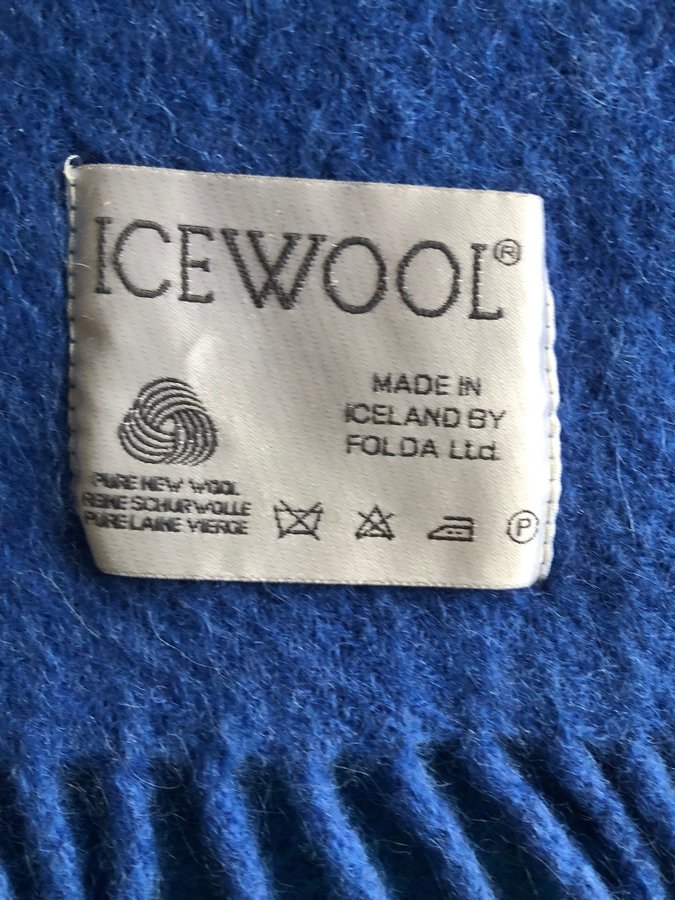 ICEWOOL®
MADE IN
ICELAND BY
FOLDA Ltd.
PURE NEW WOOL
REINE SCHURWOLLE
PURE LAINE VIERGE
P